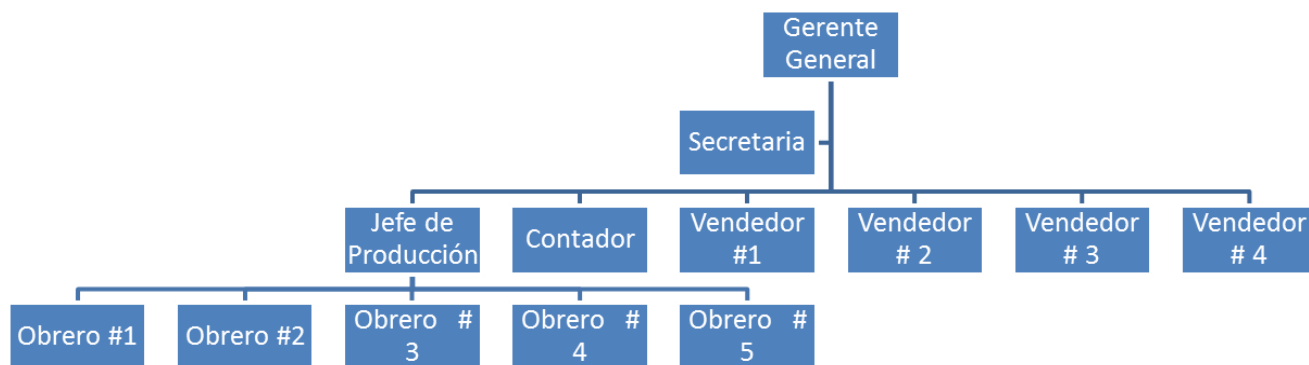 Gerente
General
Secretaria
Jefe de
Producción
Contador
Vendedor
#1
Vendedor
# 2
Vendedor
# 3
Vendedor
# 4
Obrero #1
Obrero #2
Obrero #
3
Obrero #
4
Obrero #
5